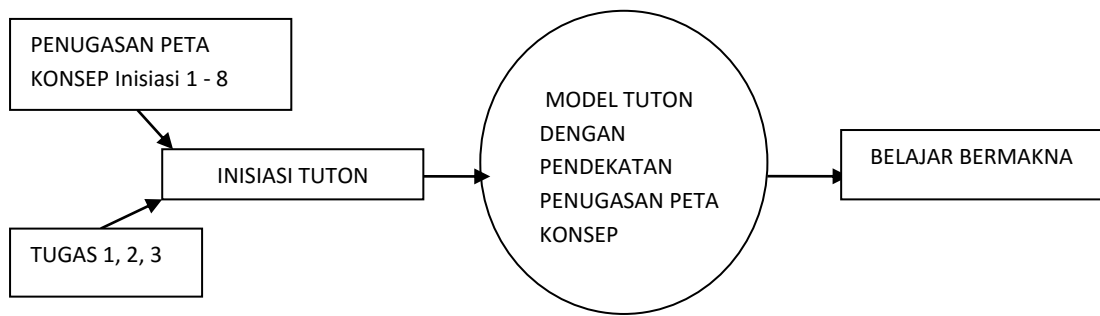 PENUGASAN PETA
KONSEP Inisiasi 1 - 8
TUGAS 1, 2, 3
INISIASI TUTON
MODEL TUTON
DENGAN
PENDEKATAN
PENUGASAN PETA
KONSEP
BELAJAR BERMAKNA